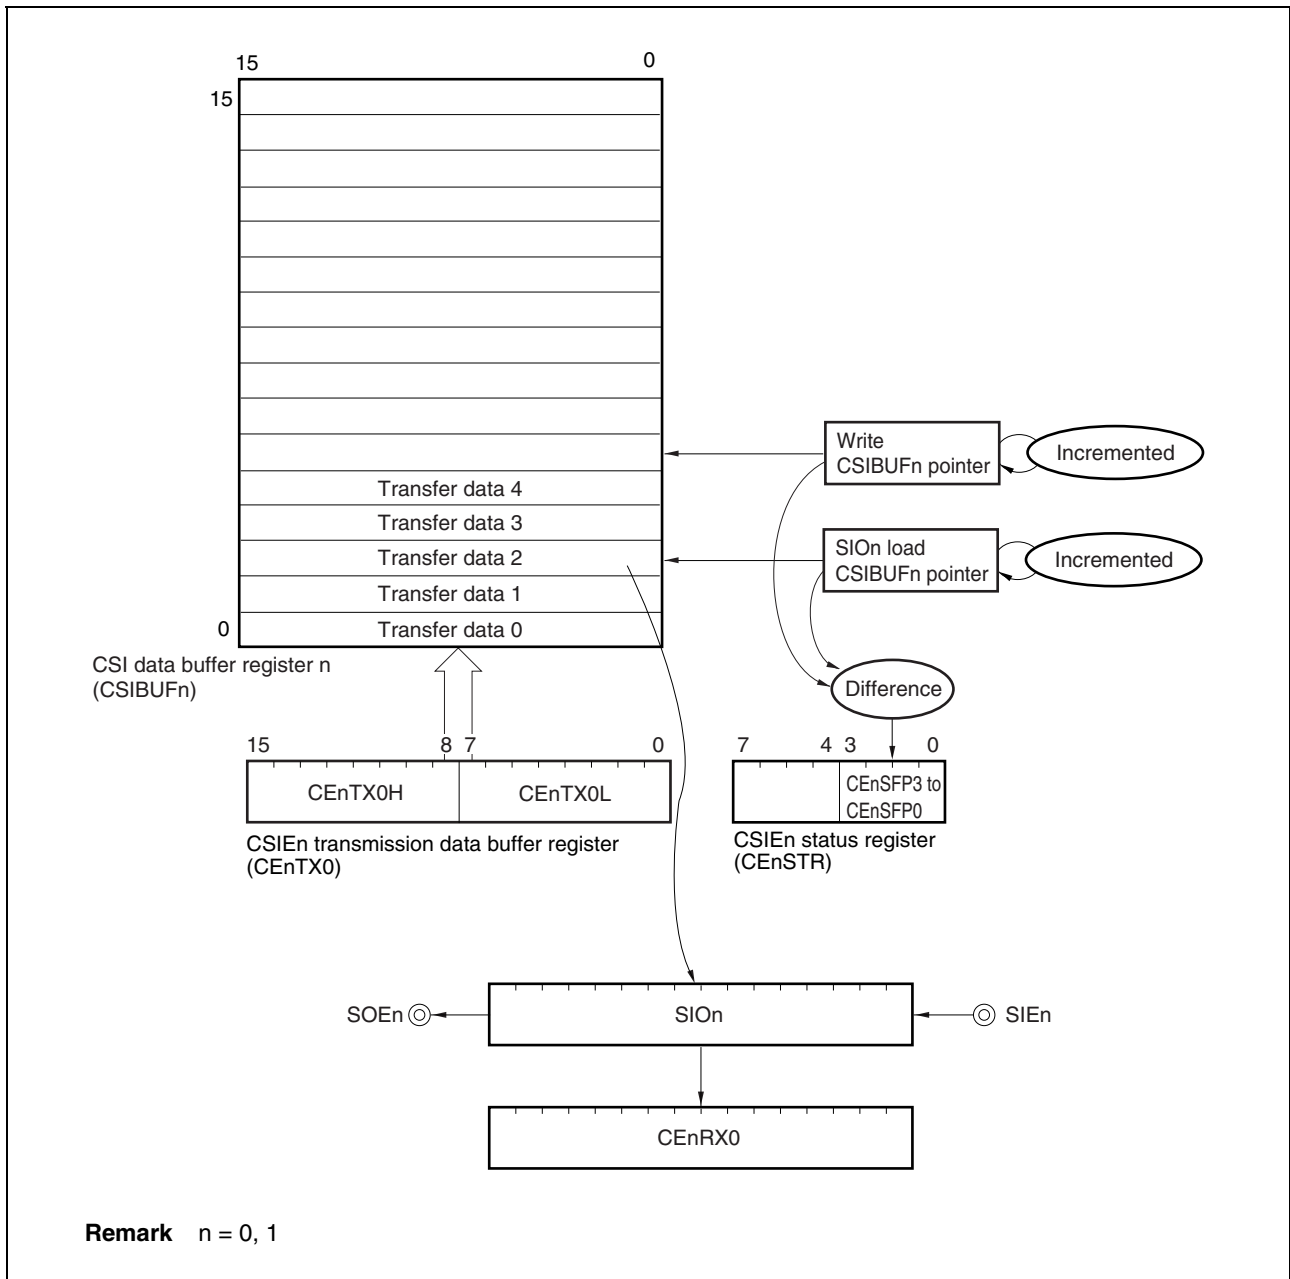 15 0
15
Write
CSIBUFn pointer
Incremented
Transfer data 4
Transfer data 3
SIOn load
CSIBUFn pointer
Incremented
Transfer data 2
Transfer data 1
0
Transfer data 0
CSI data buffer register n
(CSIBUFn)
Difference
15 8 7 0
7 4 3 0
CEnTX0H
CEnTX0L
CEnSFP3 to
CEnSFP0
CSIEn transmission data buffer register
(CEnTX0)
CSIEn status register
(CEnSTR)
SOEn
SIOn
SIEn
CEnRX0
Remark n = 0, 1